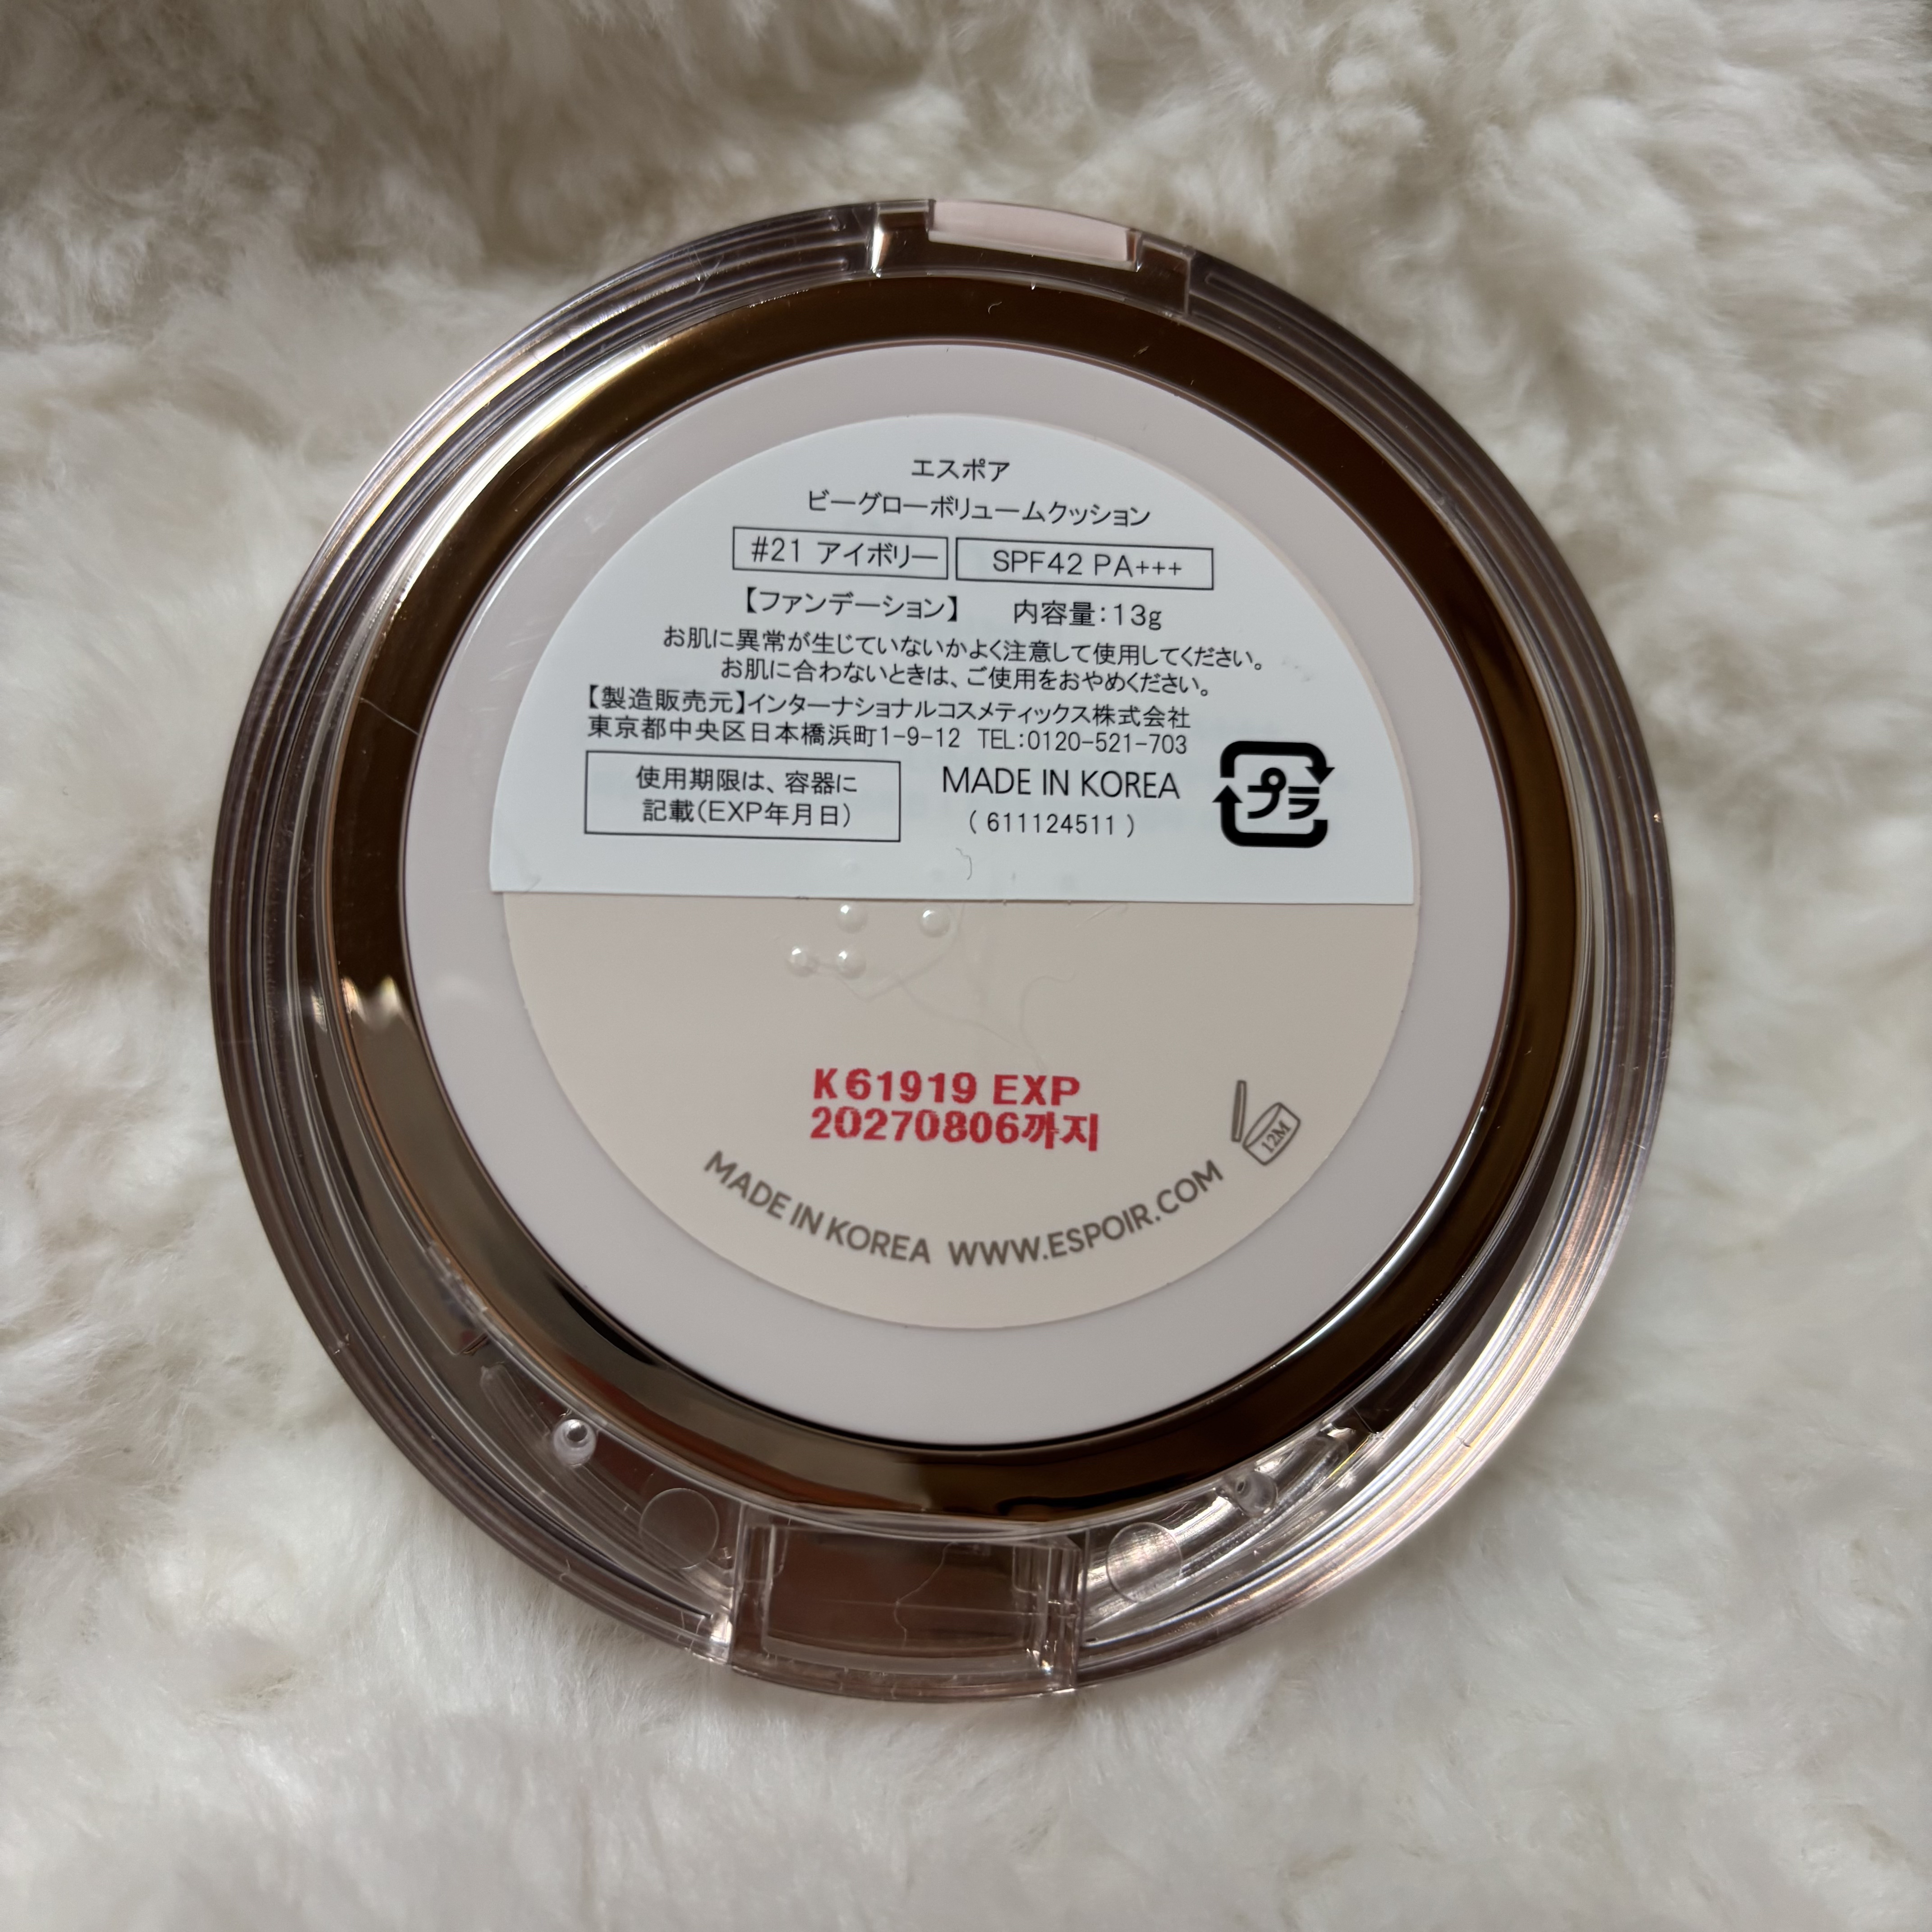 エスポア
ビーグローボリュームクッション
#21 アイボリー SPF42 PA+++
【ファンデーション】 内容量:13g
お肌に異常が生じていないかよく注意して使用してください。
お肌に合わないときは、ご使用をおやめください。
【製造販売元】インターナショナルコスメティックス株式会社
東京都中央区日本橋浜町1-9-12 TEL:0120-521-703
使用期限は、容器に
記載(EXP年月日)
MADE IN KOREA
( 611124511 )
プラ
K61919 EXP
20270806까지
12M
MADE IN KOREA WWW.ESPOIR.COM